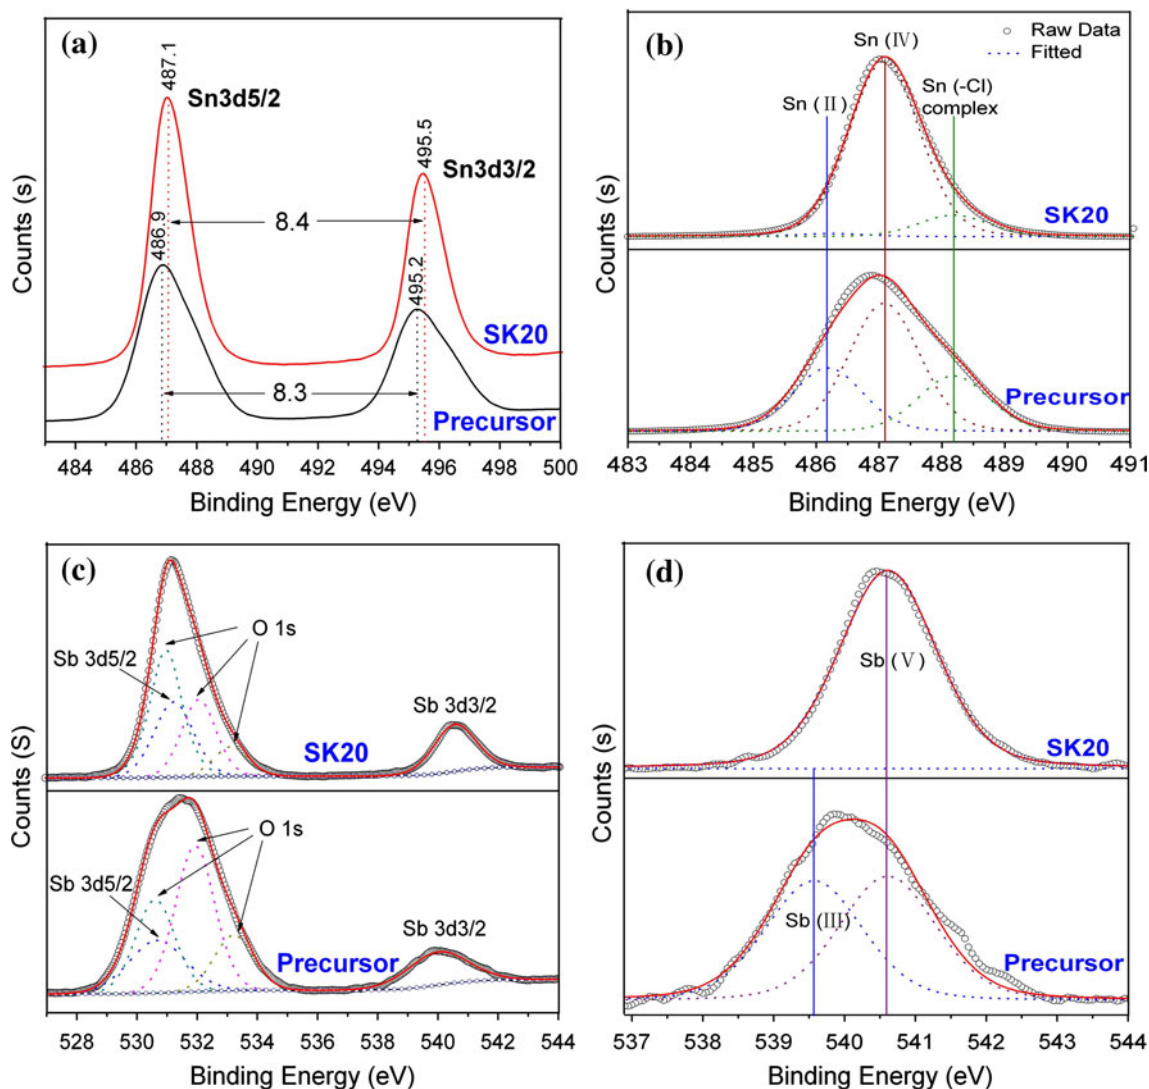 (a)
487.1
Sn3d5/2
495.5
Sn3d3/2
486.9
8.4
495.2
SK20
8.3
Precursor
Counts (s)
484 486 488 490 492 494 496 498 500
Binding Energy (eV)
(b)
Sn (IV)
Raw Data
Fitted
Sn (II)
Sn (-Cl)
complex
SK20
Precursor
Counts (s)
483 484 485 486 487 488 489 490 491
Binding Energy (eV)
(c)
O 1s
Sb 3d5/2
Sb 3d3/2
SK20
O 1s
Sb 3d5/2
Sb 3d3/2
Precursor
Counts (S)
528 530 532 534 536 538 540 542 544
Binding Energy (eV)
(d)
Sb (V)
SK20
Sb (III)
Precursor
Counts (s)
537 538 539 540 541 542 543 544
Binding Energy (eV)